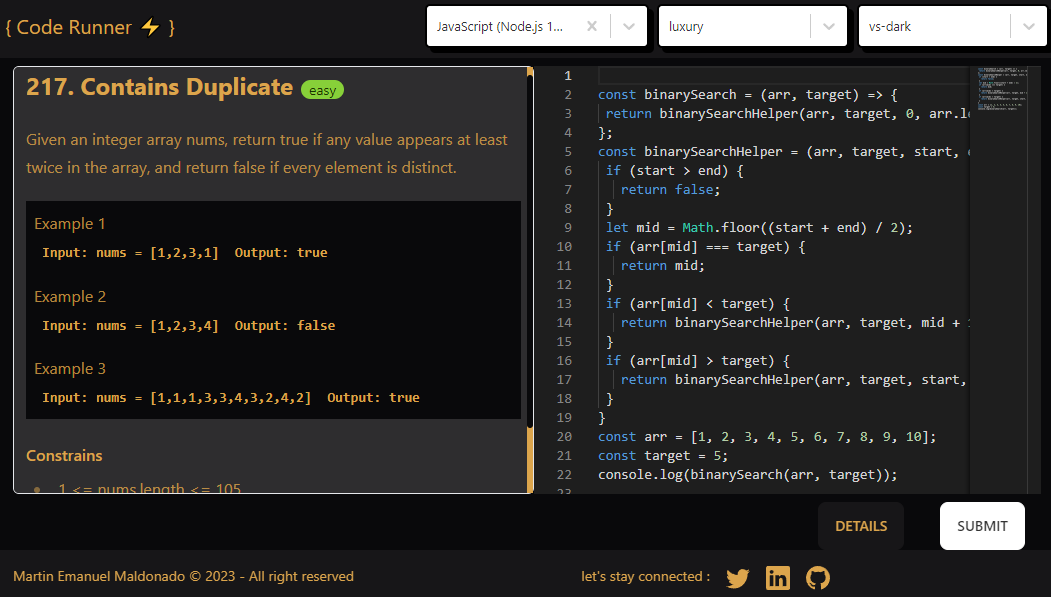 { Code Runner ⚡ }
JavaScript (Node.js 1...
luxury
vs-dark
217. Contains Duplicate easy
Given an integer array nums, return true if any value appears at least
twice in the array, and return false if every element is distinct.
Example 1
Input: nums = [1,2,3,1] Output: true
Example 2
Input: nums = [1,2,3,4] Output: false
Example 3
Input: nums = [1,1,1,3,3,4,3,2,4,2] Output: true
Constrains
1 <= nums.length <= 105
1
2 const binarySearch = (arr, target) => {
3 return binarySearchHelper(arr, target, 0, arr.
4 };
5 const binarySearchHelper = (arr, target, start,
6 if (start > end) {
7 return false;
8 }
9 let mid = Math.floor((start + end) / 2);
10 if (arr[mid] === target) {
11 return mid;
12 }
13 if (arr[mid] < target) {
14 return binarySearchHelper(arr, target, mid +
15 }
16 if (arr[mid] > target) {
17 return binarySearchHelper(arr, target, start,
18 }
19 }
20 const arr = [1, 2, 3, 4, 5, 6, 7, 8, 9, 10];
21 const target = 5;
22 console.log(binarySearch(arr, target));
23
DETAILS
SUBMIT
Martin Emanuel Maldonado © 2023 - All right reserved
let's stay connected :